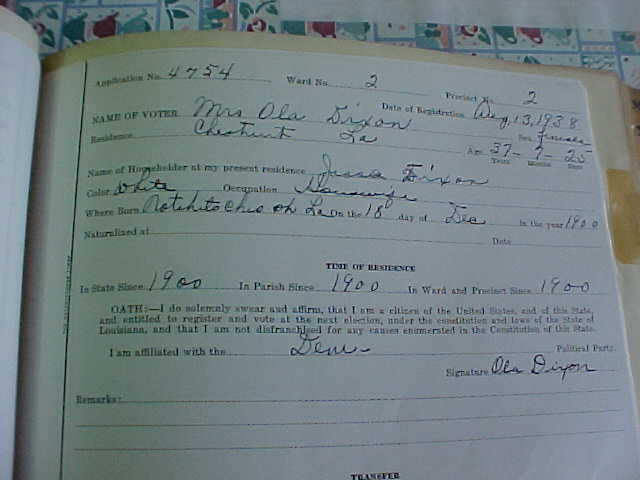 Application No. 4754 Ward No. 2 Precinct No. 2
Date of Registration Aug, 13, 1938
NAME OF VOTER Mrs Ola Dixon Sex Female
Residence Chestnut La Age 37-7-25
Years Months Days
Name of Householder at my present residence Jesse Dixon
Color White Occupation Housewife
Where Born Natchitoches Ph La On the 18 day of Dec in the year 1900
Naturalized at Date
TIME OF RESIDENCE
In State Since 1900 In Parish Since 1900 In Ward and Precinct Since 1900
OATH:—I do solemnly swear and affirm, that I am a citizen of the United States, and of this State,
and entitled to register and vote at the next election, under the constitution and laws of the State of
Louisiana, and that I am not disfranchised for any causes enumerated in the Constitution of this State.
I am affiliated with the Dem- Political Party.
Signature Ola Dixon
Remarks:
TRANSFER